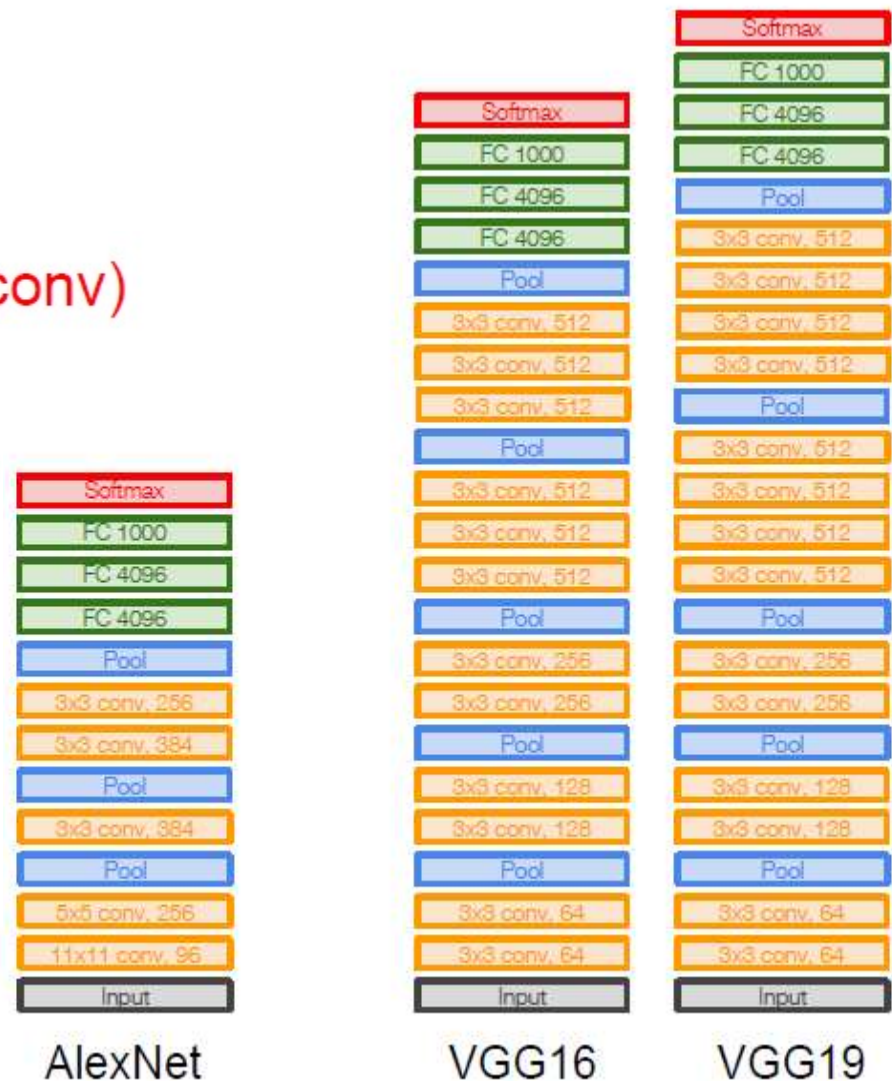 conv)
Softmax
FC 1000
FC 4096
FC 4096
Pool
3x3 conv, 256
3x3 conv, 384
Pool
3x3 conv, 384
Pool
5x5 conv, 256
11x11 conv, 96
Input
AlexNet
Softmax
FC 1000
FC 4096
FC 4096
Pool
3x3 conv, 512
3x3 conv, 512
3x3 conv, 512
Pool
3x3 conv, 512
3x3 conv, 512
3x3 conv, 512
Pool
3x3 conv, 256
3x3 conv, 256
Pool
3x3 conv, 128
3x3 conv, 128
Pool
3x3 conv, 64
3x3 conv, 64
Input
VGG16
Softmax
FC 1000
FC 4096
FC 4096
Pool
3x3 conv, 512
3x3 conv, 512
3x3 conv, 512
3x3 conv, 512
Pool
3x3 conv, 512
3x3 conv, 512
3x3 conv, 512
3x3 conv, 512
Pool
3x3 conv, 256
3x3 conv, 256
Pool
3x3 conv, 128
3x3 conv, 128
Pool
3x3 conv, 64
3x3 conv, 64
Input
VGG19